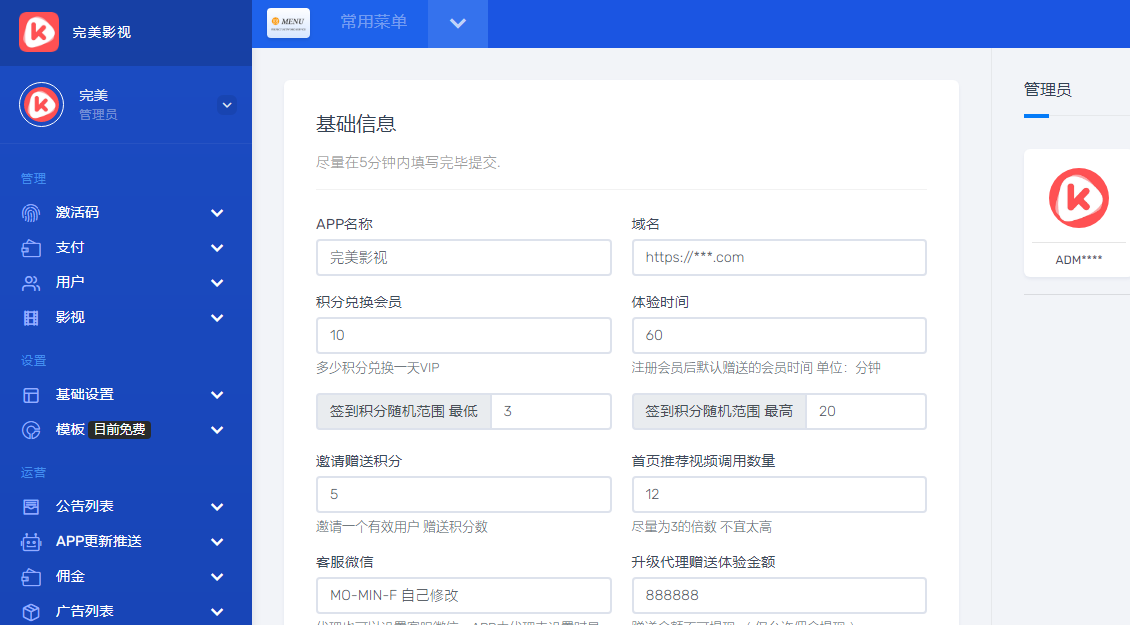 完美影视
MENU
常用菜单
完美
管理员
管理
激活码
支付
用户
影视
设置
基础设置
模板 目前免费
运营
公告列表
APP更新推送
佣金
广告列表
基础信息
尽量在5分钟内填写完毕提交.
APP名称
完美影视
域名
https://***.com
积分兑换会员
10
多少积分兑换一天VIP
体验时间
60
注册会员后默认赠送的会员时间 单位：分钟
签到积分随机范围 最低
3
签到积分随机范围 最高
20
邀请赠送积分
5
邀请一个有效用户 赠送积分数
首页推荐视频调用数量
12
尽量为3的倍数 不宜太高
客服微信
MO-MIN-F 自己修改
升级代理赠送体验金额
888888
管理员
ADM****